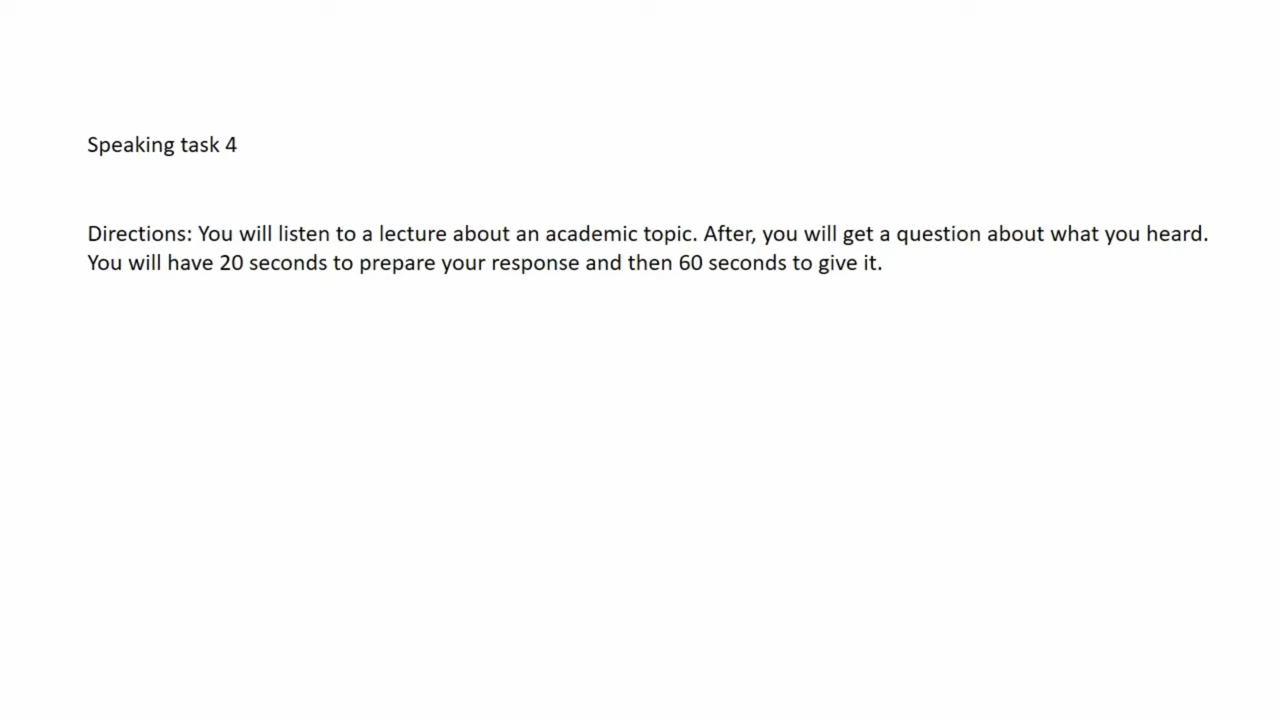 Speaking task 4
Directions: You will listen to a lecture about an academic topic. After, you will get a question about what you heard.
You will have 20 seconds to prepare your response and then 60 seconds to give it.